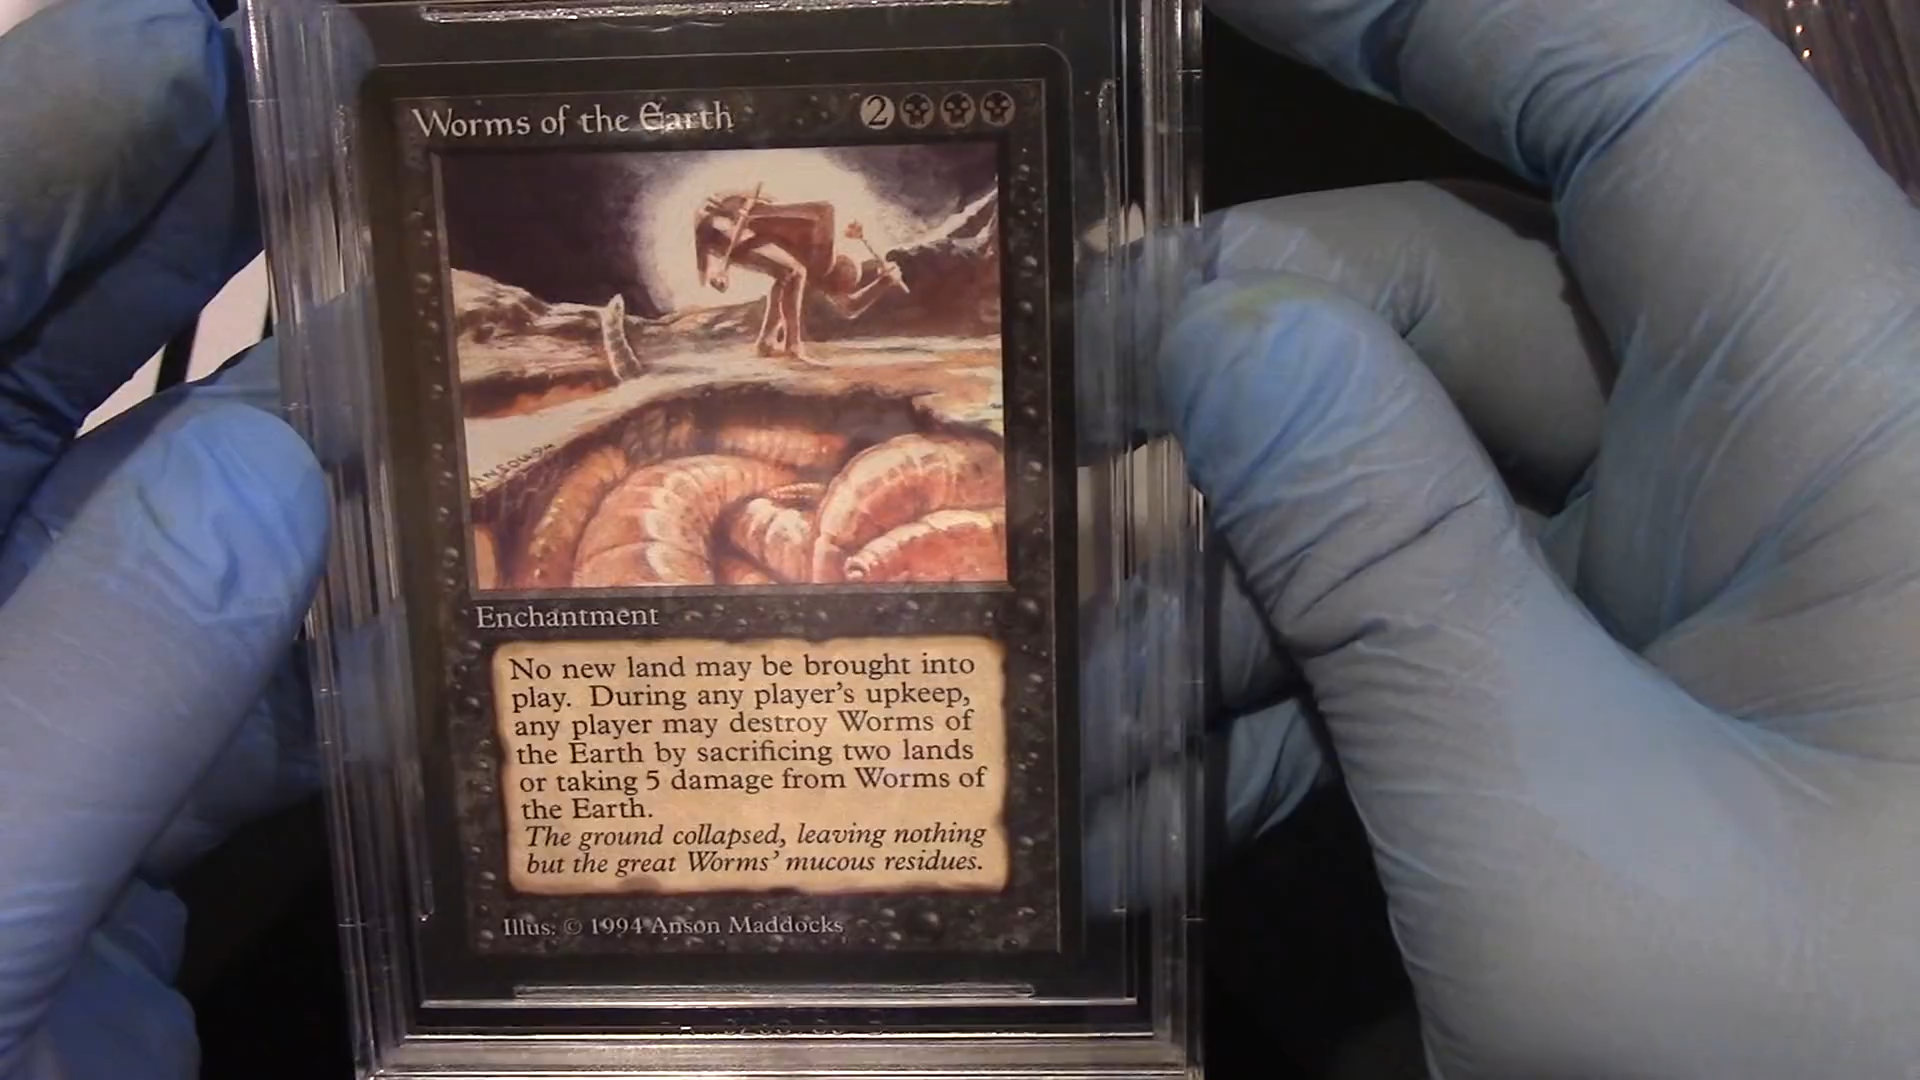 Worms of the Earth 2
Enchantment
No new land may be brought into
play. During any player's upkeep,
any player may destroy Worms of
the Earth by sacrificing two lands
or taking 5 damage from Worms of
the Earth.
The ground collapsed, leaving nothing
but the great Worms' mucous residues.
Illus: © 1994 Anson Maddocks